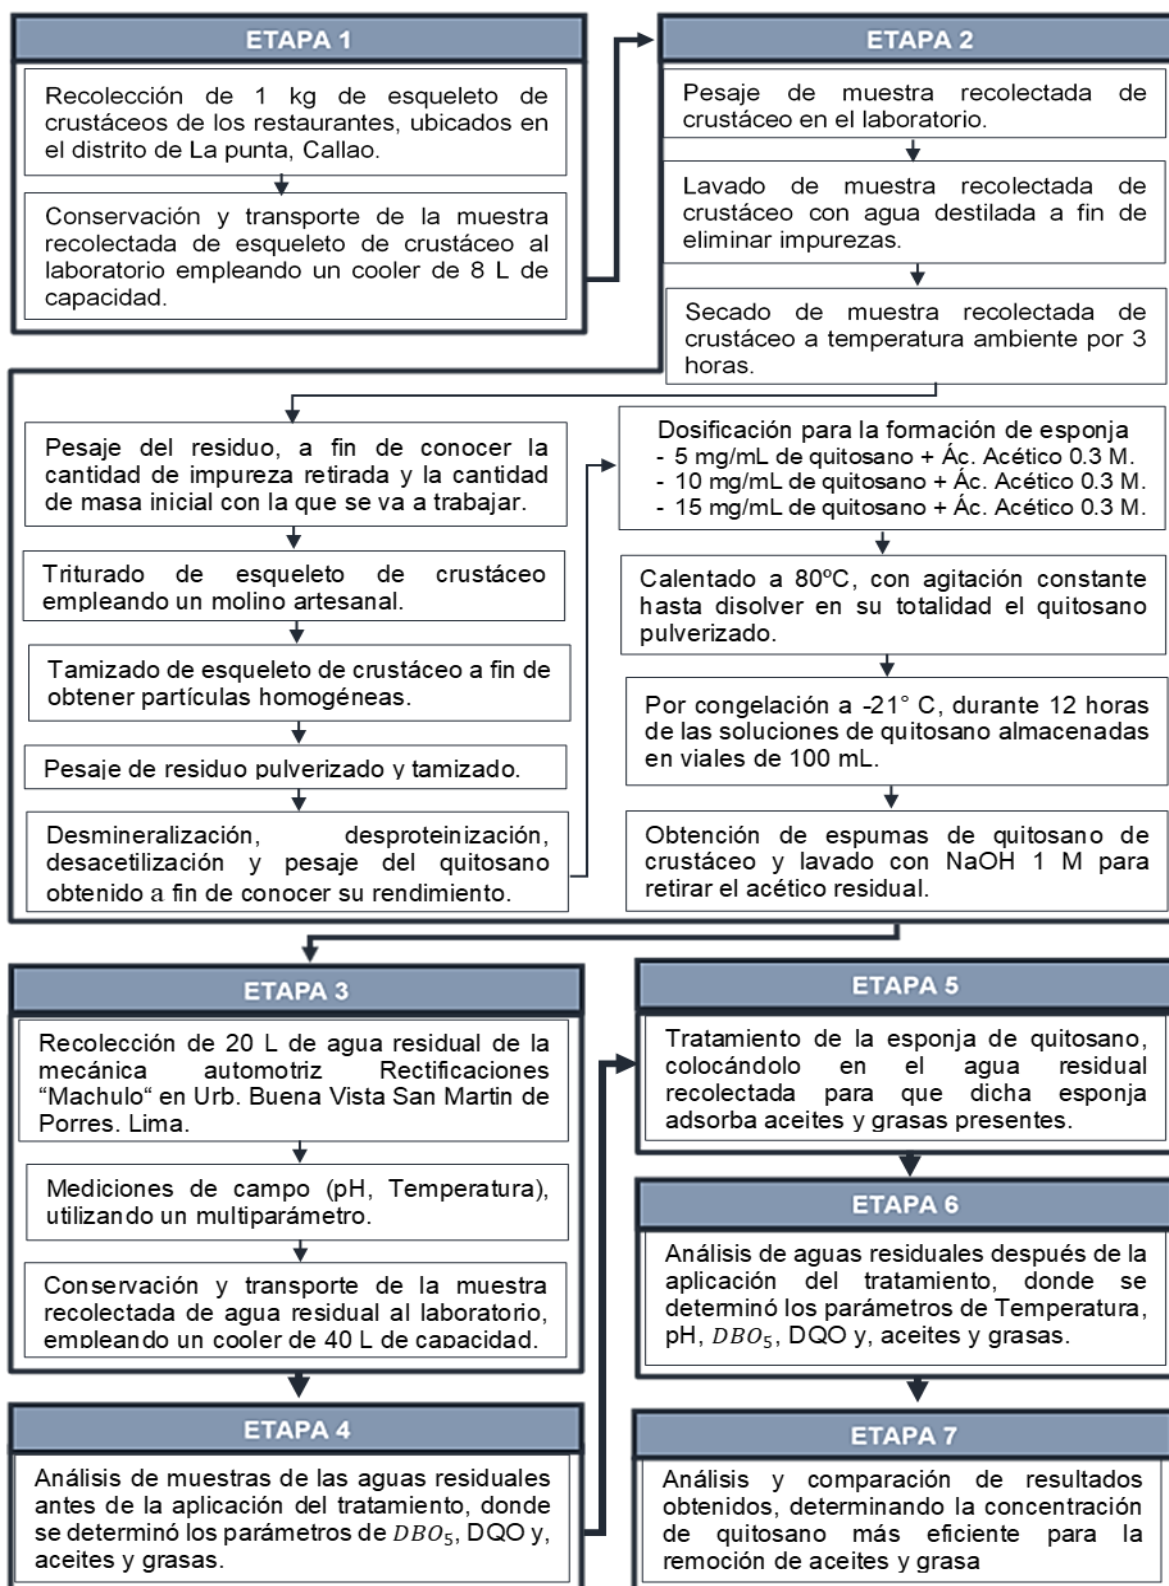 ETAPA 1
Recolección de 1 kg de esqueleto de
crustáceos de los restaurantes, ubicados en
el distrito de La punta, Callao.
Conservación y transporte de la muestra
recolectada de esqueleto de crustáceo al
laboratorio empleando un cooler de 8 L de
capacidad.
ETAPA 2
Pesaje de muestra recolectada de
crustáceo en el laboratorio.
Lavado de muestra recolectada de
crustáceo con agua destilada a fin de
eliminar impurezas.
Secado de muestra recolectada de
crustáceo a temperatura ambiente por 3
horas.
Pesaje del residuo, a fin de conocer la
cantidad de impureza retirada y la cantidad
de masa inicial con la que se va a trabajar.
Triturado de esqueleto de crustáceo
empleando un molino artesanal.
Tamizado de esqueleto de crustáceo a fin de
obtener partículas homogéneas.
Pesaje de residuo pulverizado y tamizado.
Desmineralización, desproteinización,
desacetilización y pesaje del quitosano
obtenido a fin de conocer su rendimiento.
Dosificación para la formación de esponja
- 5 mg/mL de quitosano + Ác. Acético 0.3 M.
- 10 mg/mL de quitosano + Ác. Acético 0.3 M.
- 15 mg/mL de quitosano + Ác. Acético 0.3 M.
Calentado a 80ºC, con agitación constante
hasta disolver en su totalidad el quitosano
pulverizado.
Por congelación a -21° C, durante 12 horas
de las soluciones de quitosano almacenadas
en viales de 100 mL.
Obtención de espumas de quitosano de
crustáceo y lavado con NaOH 1 M para
retirar el acético residual.
ETAPA 3
Recolección de 20 L de agua residual de la
mecánica automotriz Rectificaciones
“Machulo“ en Urb. Buena Vista San Martin de
Porres. Lima.
Mediciones de campo (pH, Temperatura),
utilizando un multiparámetro.
Conservación y transporte de la muestra
recolectada de agua residual al laboratorio,
empleando un cooler de 40 L de capacidad.
ETAPA 4
Análisis de muestras de las aguas residuales
antes de la aplicación del tratamiento, donde
se determinó los parámetros de DBO₅, DQO y,
aceites y grasas.
ETAPA 5
Tratamiento de la esponja de quitosano,
colocándolo en el agua residual
recolectada para que dicha esponja
adsorba aceites y grasas presentes.
ETAPA 6
Análisis de aguas residuales después de la
aplicación del tratamiento, donde se
determinó los parámetros de Temperatura,
pH, DBO₅, DQO y, aceites y grasas.
ETAPA 7
Análisis y comparación de resultados
obtenidos, determinando la concentración
de quitosano más eficiente para la
remoción de aceites y grasa